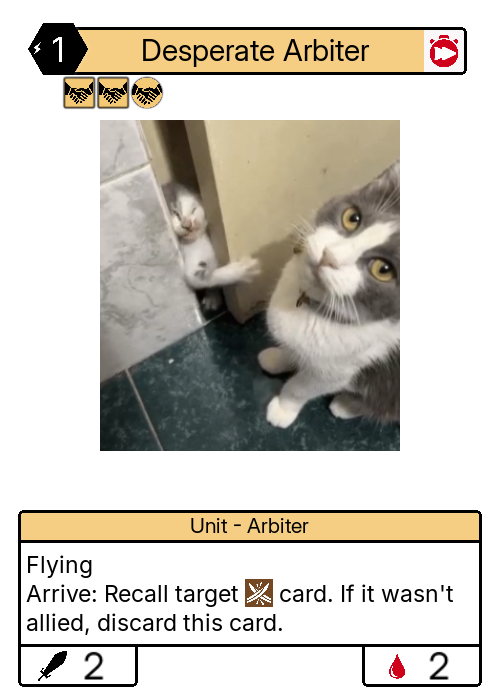 1 Desperate Arbiter
Unit - Arbiter
Flying
Arrive: Recall target card. If it wasn't
allied, discard this card.
2 2